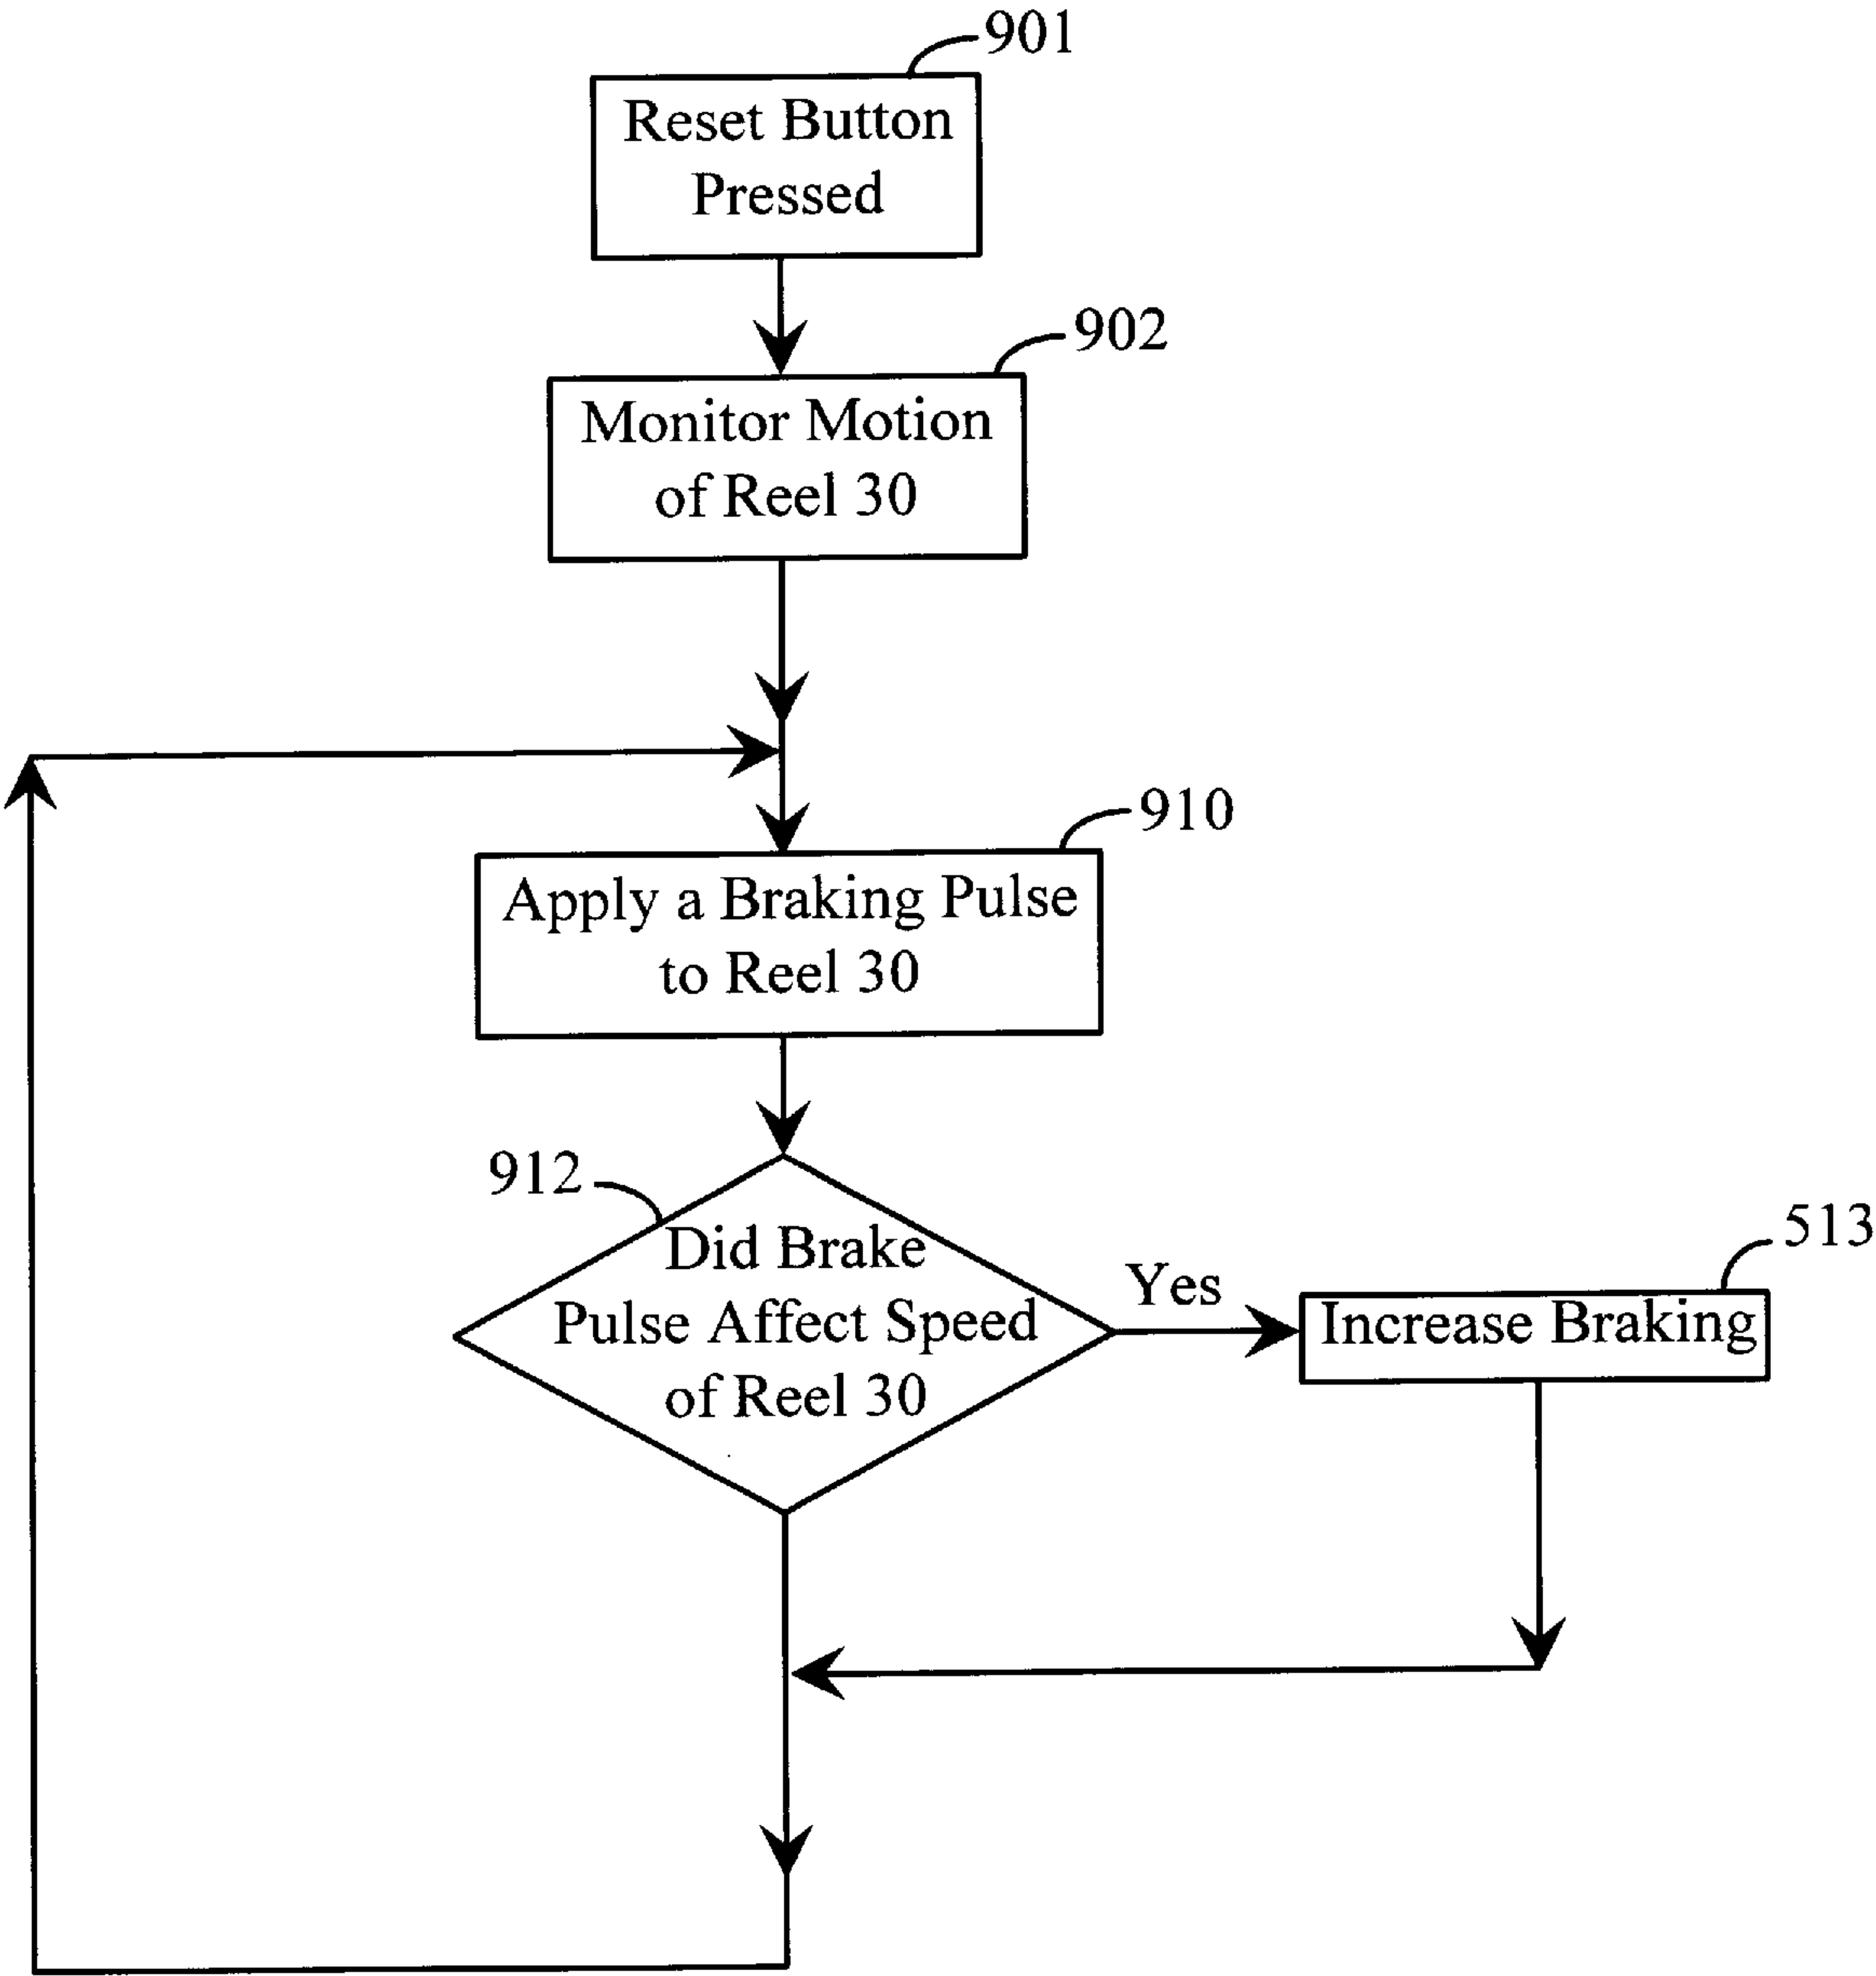 901
Reset Button
Pressed
902
Monitor Motion
of Reel 30
910
Apply a Braking Pulse
to Reel 30
912
Did Brake
Pulse Affect Speed
of Reel 30
Yes
513
Increase Braking